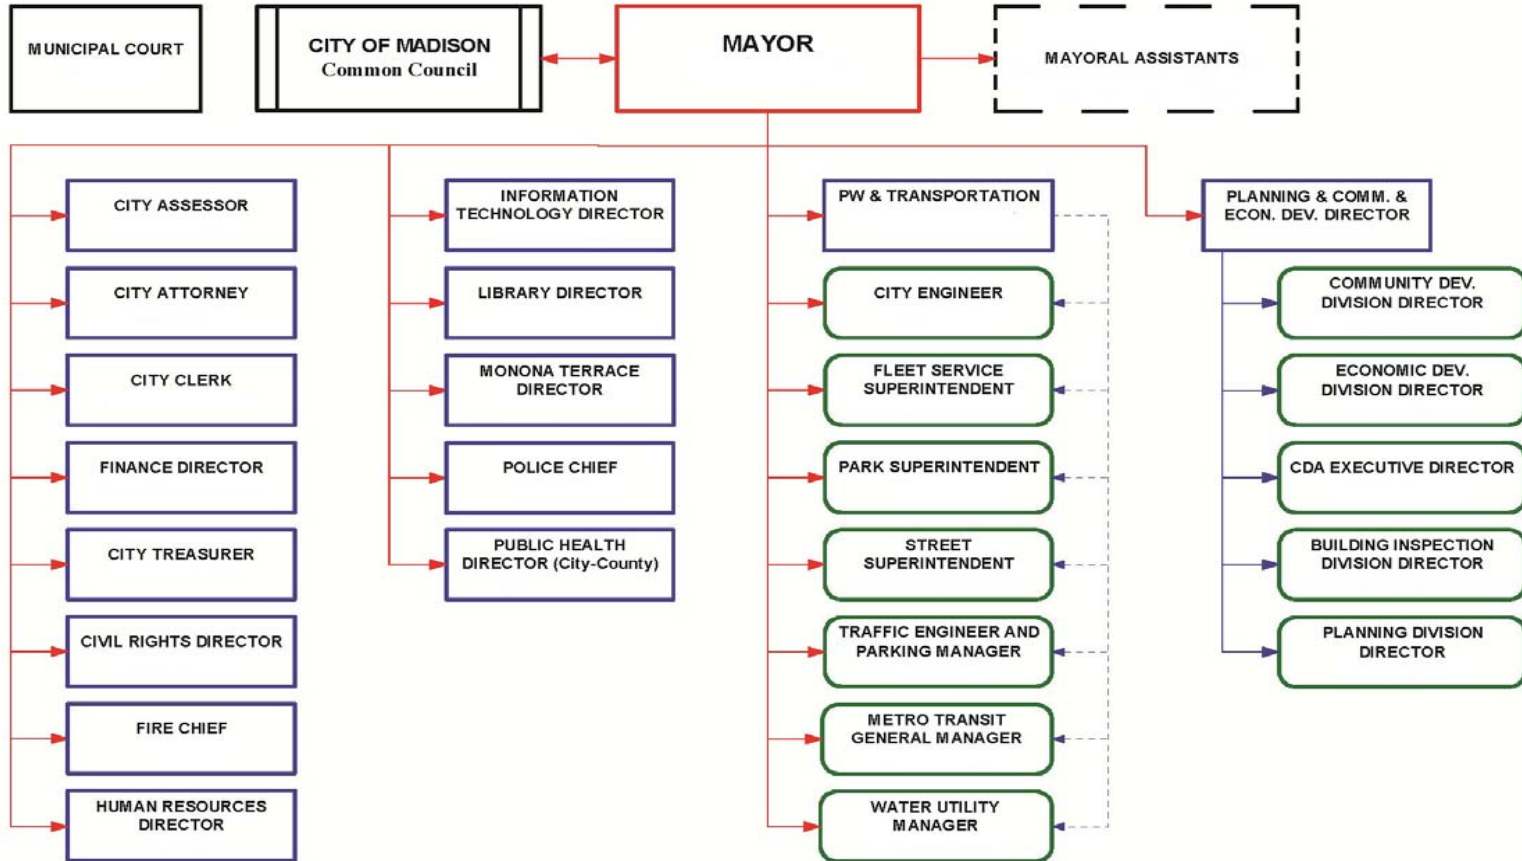 MUNICIPAL COURT
CITY OF MADISON
Common Council
MAYOR
MAYORAL ASSISTANTS
CITY ASSESSOR
CITY ATTORNEY
CITY CLERK
FINANCE DIRECTOR
CITY TREASURER
CIVIL RIGHTS DIRECTOR
FIRE CHIEF
HUMAN RESOURCES
DIRECTOR
INFORMATION
TECHNOLOGY DIRECTOR
LIBRARY DIRECTOR
MONONA TERRACE
DIRECTOR
POLICE CHIEF
PUBLIC HEALTH
DIRECTOR (City-County)
PW & TRANSPORTATION
CITY ENGINEER
FLEET SERVICE
SUPERINTENDENT
PARK SUPERINTENDENT
STREET
SUPERINTENDENT
TRAFFIC ENGINEER AND
PARKING MANAGER
METRO TRANSIT
GENERAL MANAGER
WATER UTILITY
MANAGER
PLANNING & COMM. &
ECON. DEV. DIRECTOR
COMMUNITY DEV.
DIVISION DIRECTOR
ECONOMIC DEV.
DIVISION DIRECTOR
CDA EXECUTIVE DIRECTOR
BUILDING INSPECTION
DIVISION DIRECTOR
PLANNING DIVISION
DIRECTOR